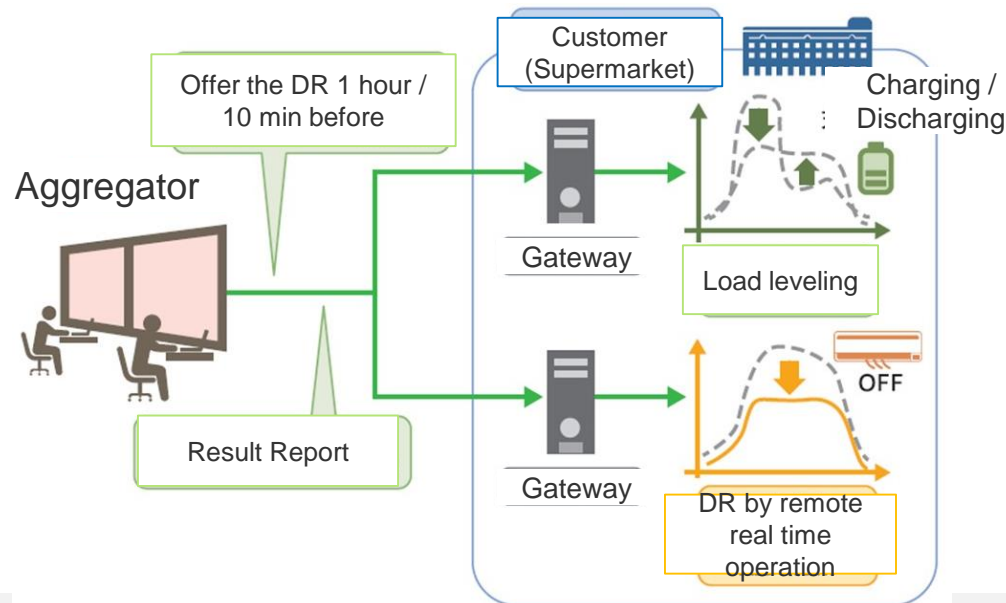 Customer
(Supermarket)
Offer the DR 1 hour /
10 min before
Charging /
Discharging
Aggregator
Gateway
Load leveling
OFF
Result Report
Gateway
DR by remote
real time
operation